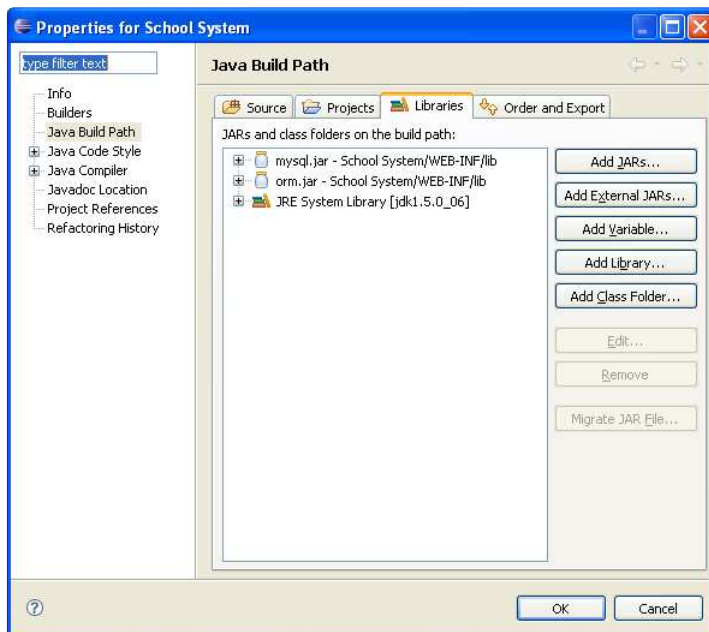 Properties for School System
type filter text
Info
Builders
Java Build Path
Java Code Style
Java Compiler
Javadoc Location
Project References
Refactoring History
Java Build Path
Source
Projects
Libraries
Order and Export
JARs and class folders on the build path:
mysql.jar - School System/WEB-INF/lib
orm.jar - School System/WEB-INF/lib
JRE System Library [jdk1.5.0_06]
Add JARs...
Add External JARs...
Add Variable...
Add Library...
Add Class Folder...
Edit...
Remove
Migrate JAR File...
OK
Cancel